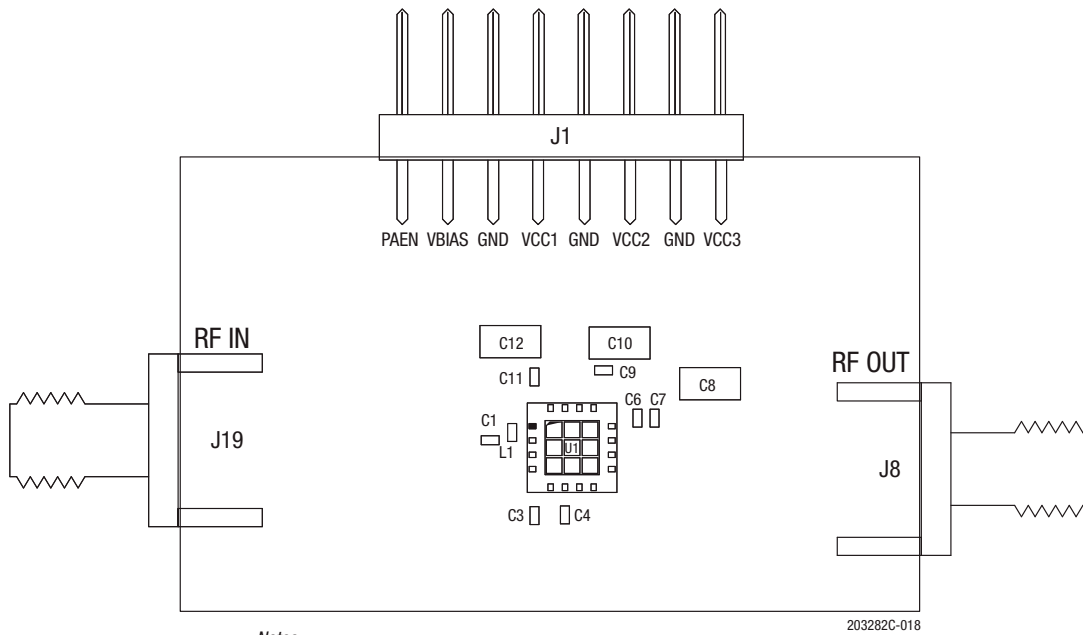 J1
PAEN VBIAS GND VCC1 GND VCC2 GND VCC3
RF IN
RF OUT
C12
C10
C11
C9
C8
C6 C7
C1
L1
U1
J19
J8
C3
C4
203282C-018